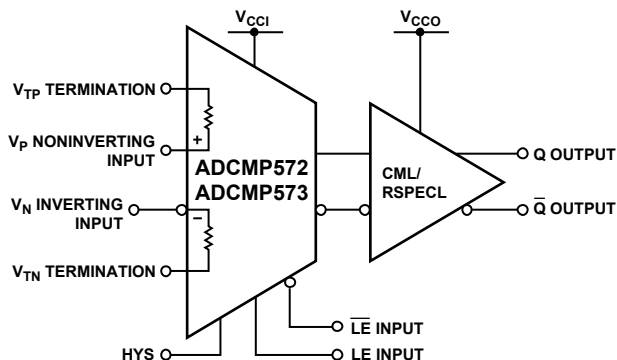 VCCI
VCCO
VTP TERMINATION
VP NONINVERTING
INPUT
+
ADCMP572
ADCMP573
CML/
RSPECL
Q OUTPUT
VN INVERTING
INPUT
–
Q̅ OUTPUT
VTN TERMINATION
L̅E̅ INPUT
HYS
LE INPUT